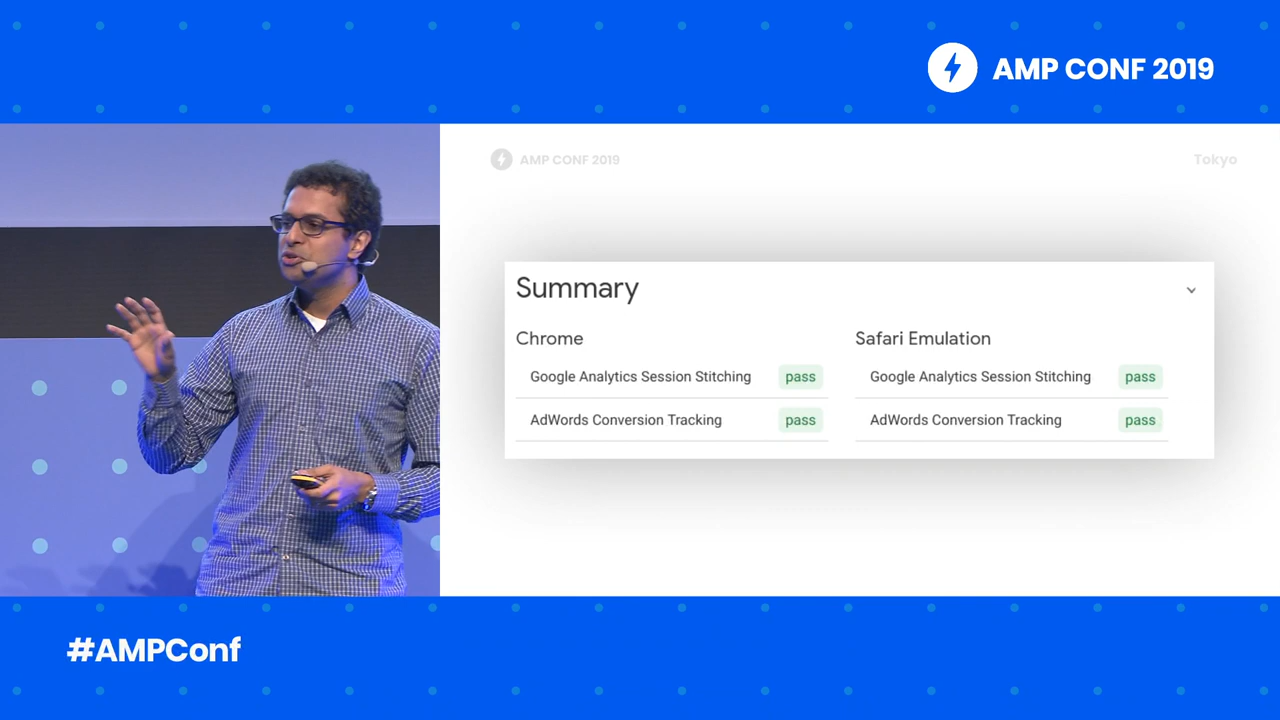 AMP CONF 2019
AMP CONF 2019
Tokyo
Summary
Chrome
Google Analytics Session Stitching pass
AdWords Conversion Tracking pass
Safari Emulation
Google Analytics Session Stitching pass
AdWords Conversion Tracking pass
#AMPConf